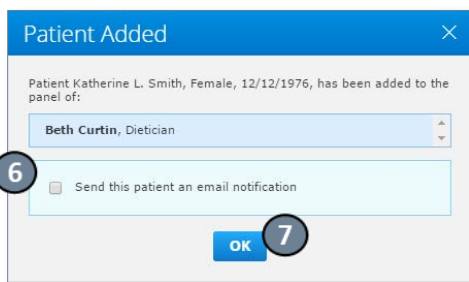 Patient Added
Patient Katherine L. Smith, Female, 12/12/1976, has been added to the
panel of:
Beth Curtin, Dietician
6
Send this patient an email notification
OK
7